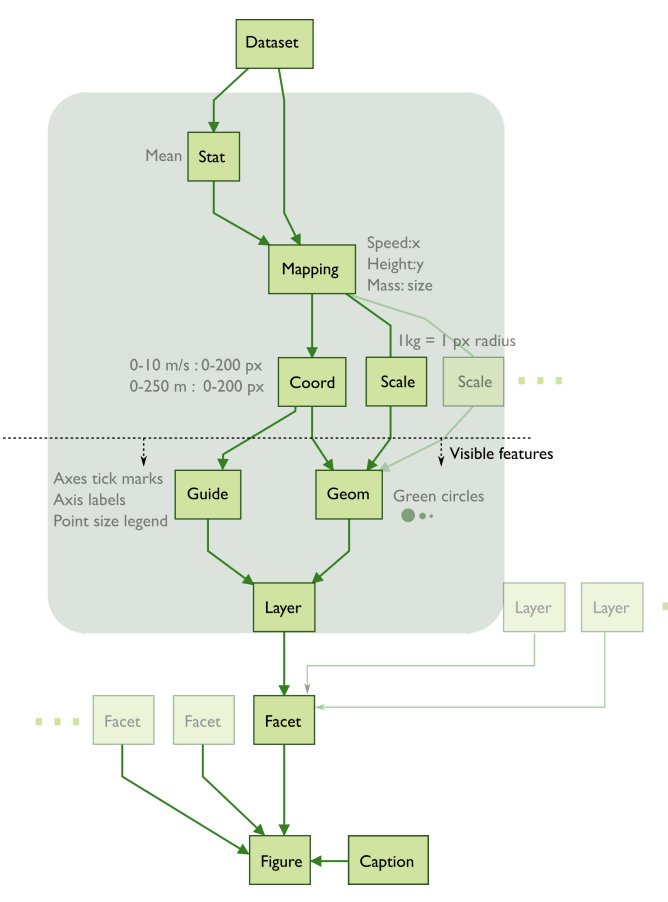 Dataset
Mean
Stat
Mapping
Speed:x
Height:y
Mass: size
1kg = 1 px radius
0-10 m/s : 0-200 px
0-250 m : 0-200 px
Coord
Scale
Scale
Visible features
Axes tick marks
Axis labels
Point size legend
Guide
Geom
Green circles
Layer
Layer
Layer
Facet
Facet
Facet
Figure
Caption